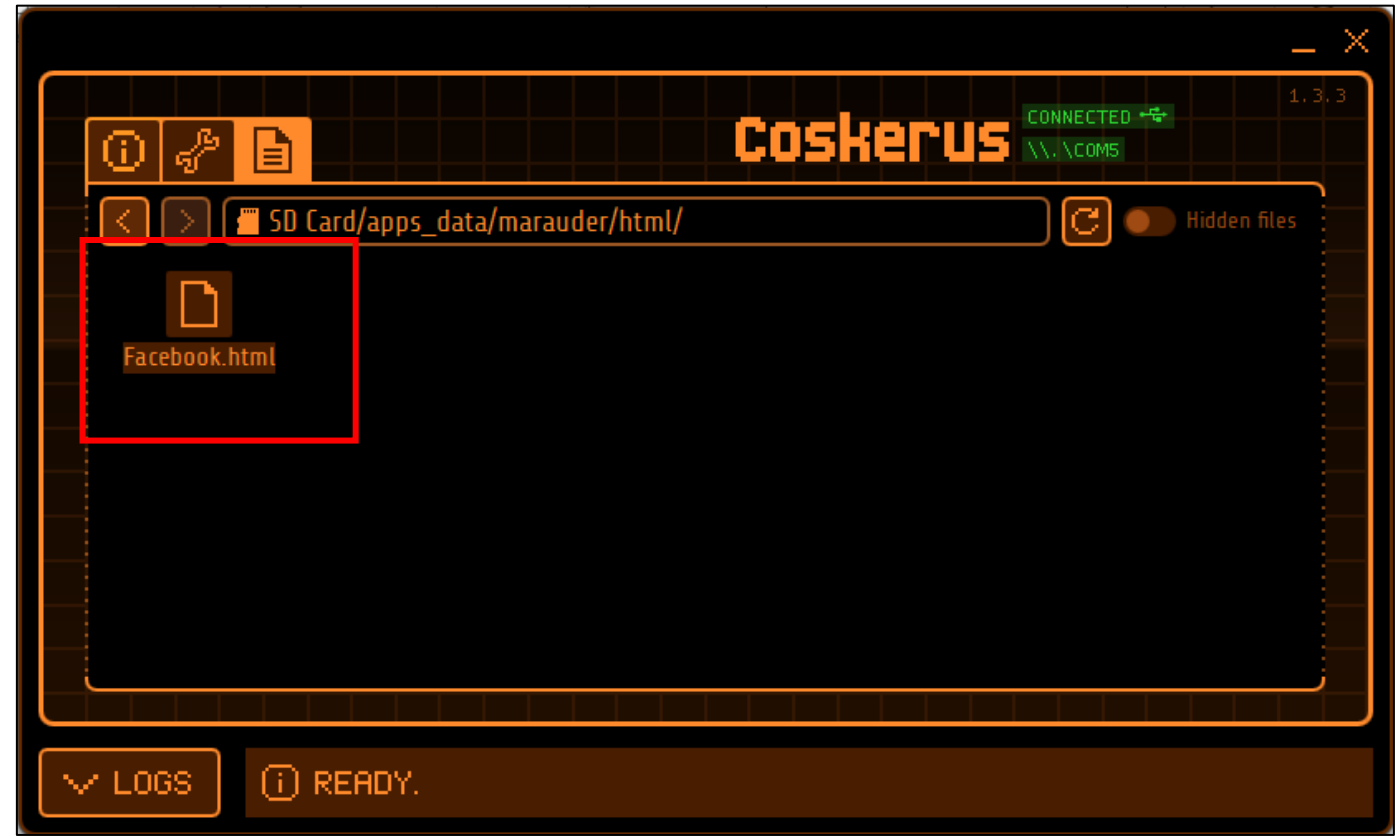 1.3.3
Coskerus
CONNECTED
\\.\COM5
SD Card/apps_data/marauder/html/
Hidden files
Facebook.html
LOGS
READY.